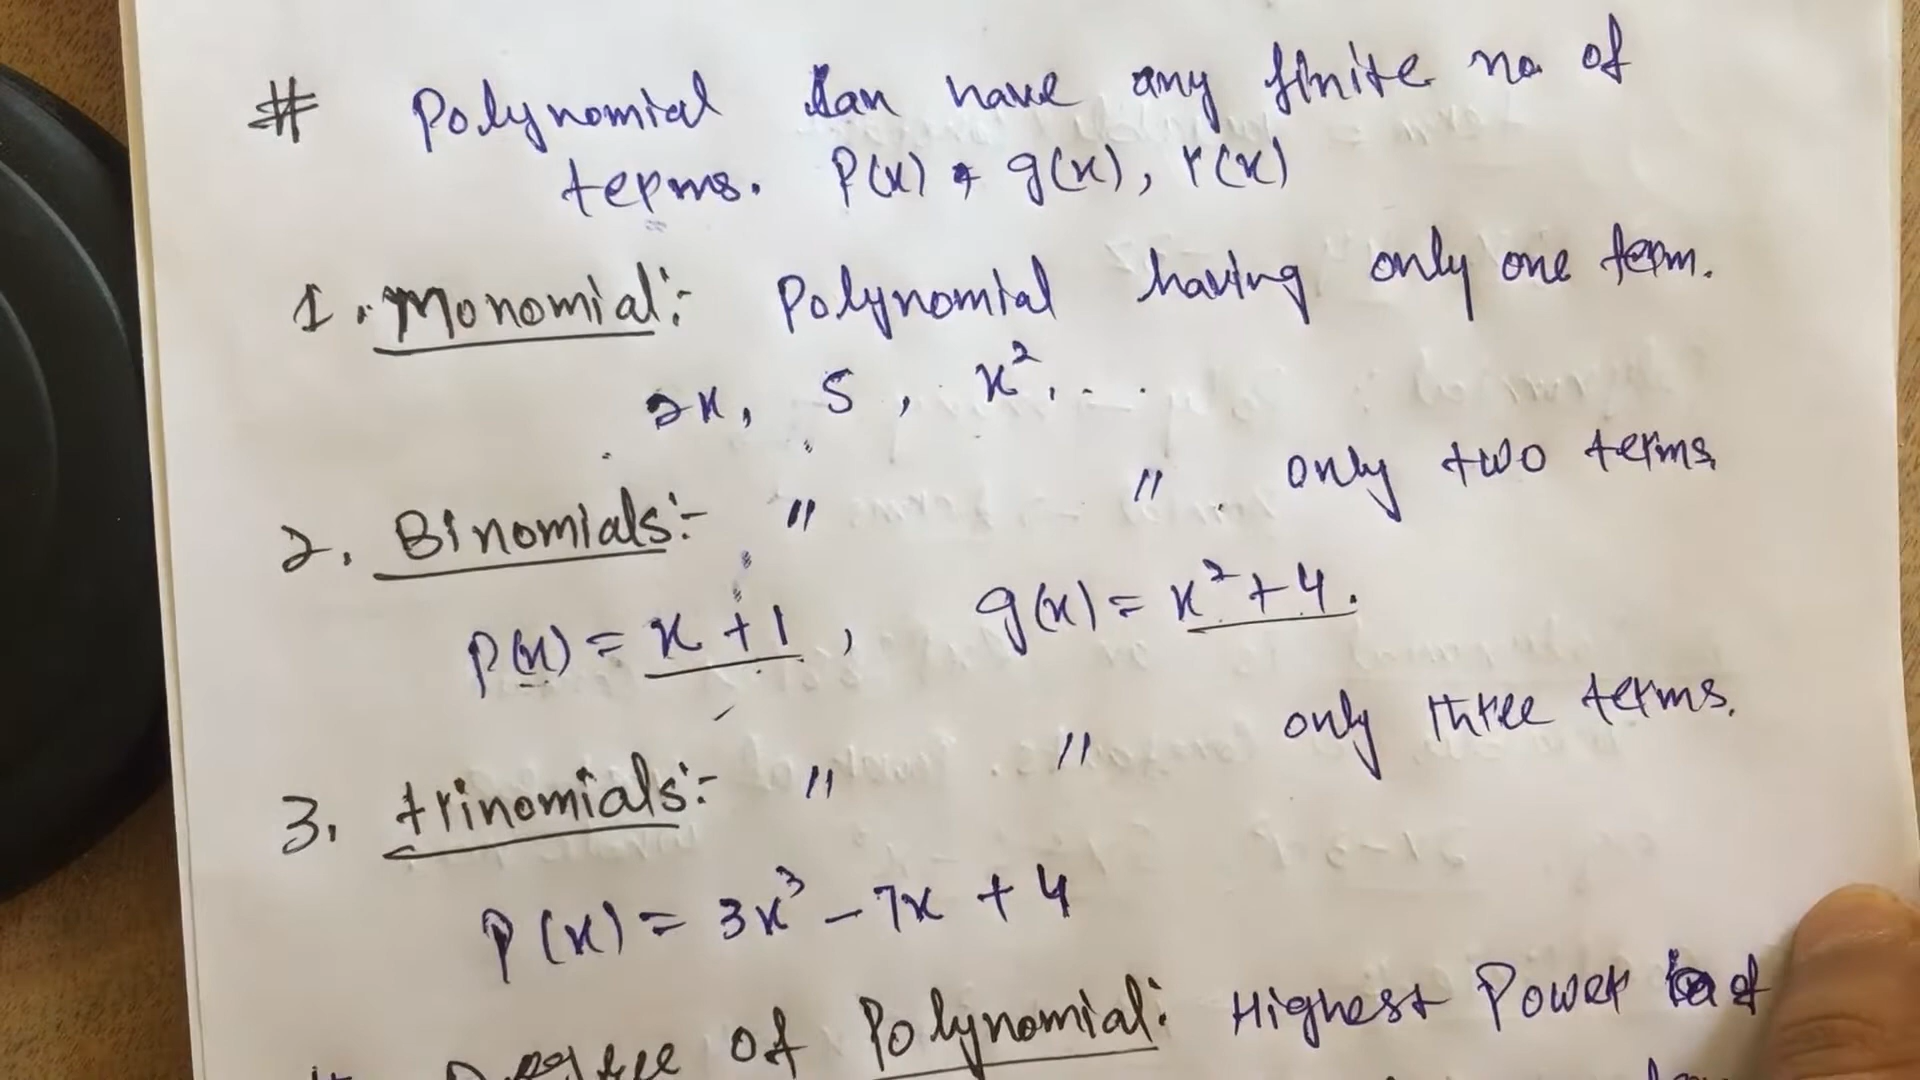 # Polynomial can have any finite no. of
terms. P(x), g(x), r(x)
1. Monomial:- Polynomial having only one term.
2x, 5, x², ...
2. Binomials:- " " only two terms
P(x) = x + 1, g(x) = x² + 4.
3. trinomials:- " " only three terms.
P(x) = 3x³ - 7x + 4
Degree of Polynomial: Highest Power of